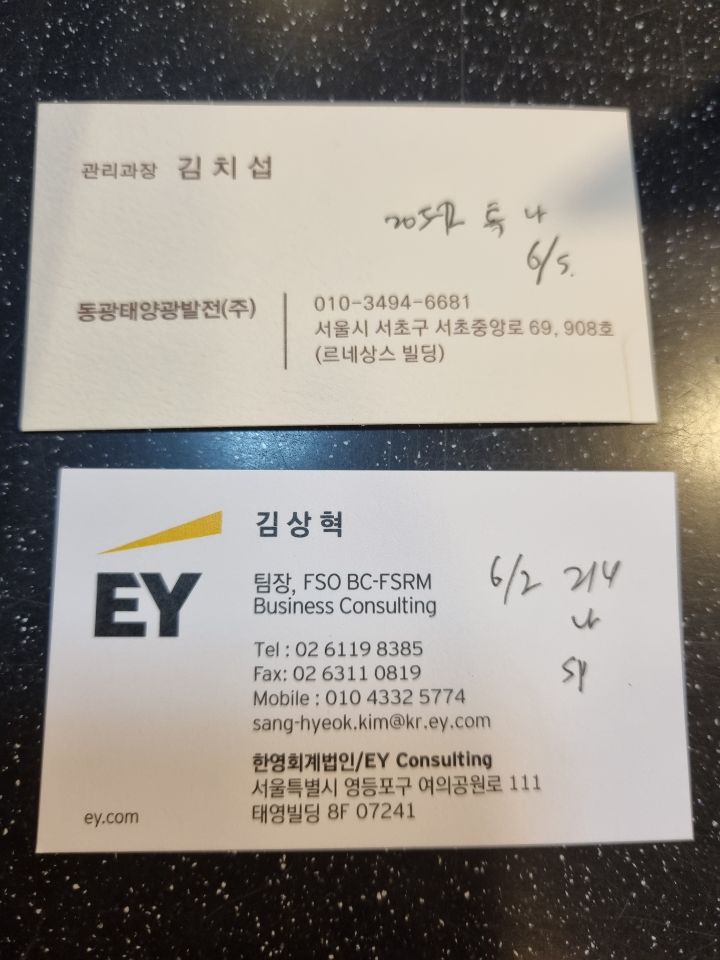 관리과장 김치섭
6/5.
동광태양광발전(주)
010-3494-6681
서울시 서초구 서초중앙로 69, 908호
(르네상스 빌딩)
EY
김상혁
팀장, FSO BC-FSRM
Business Consulting
6/2
Tel : 02 6119 8385
Fax: 02 6311 0819
Mobile : 010 4332 5774
sang-hyeok.kim@kr.ey.com
한영회계법인/EY Consulting
서울특별시 영등포구 여의공원로 111
태영빌딩 8F 07241
ey.com